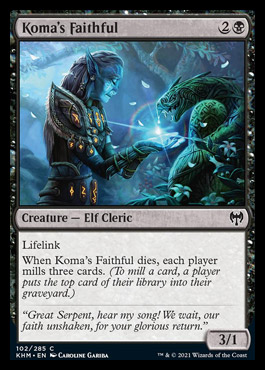 Koma's Faithful 2
Creature — Elf Cleric
Lifelink
When Koma's Faithful dies, each player
mills three cards. (To mill a card, a player
puts the top card of their library into their
graveyard.)
"Great Serpent, hear my song! We wait, our
faith unshaken, for your glorious return."
3/1
102/285 C
KHM • EN Caroline Gariba
™ & © 2021 Wizards of the Coast